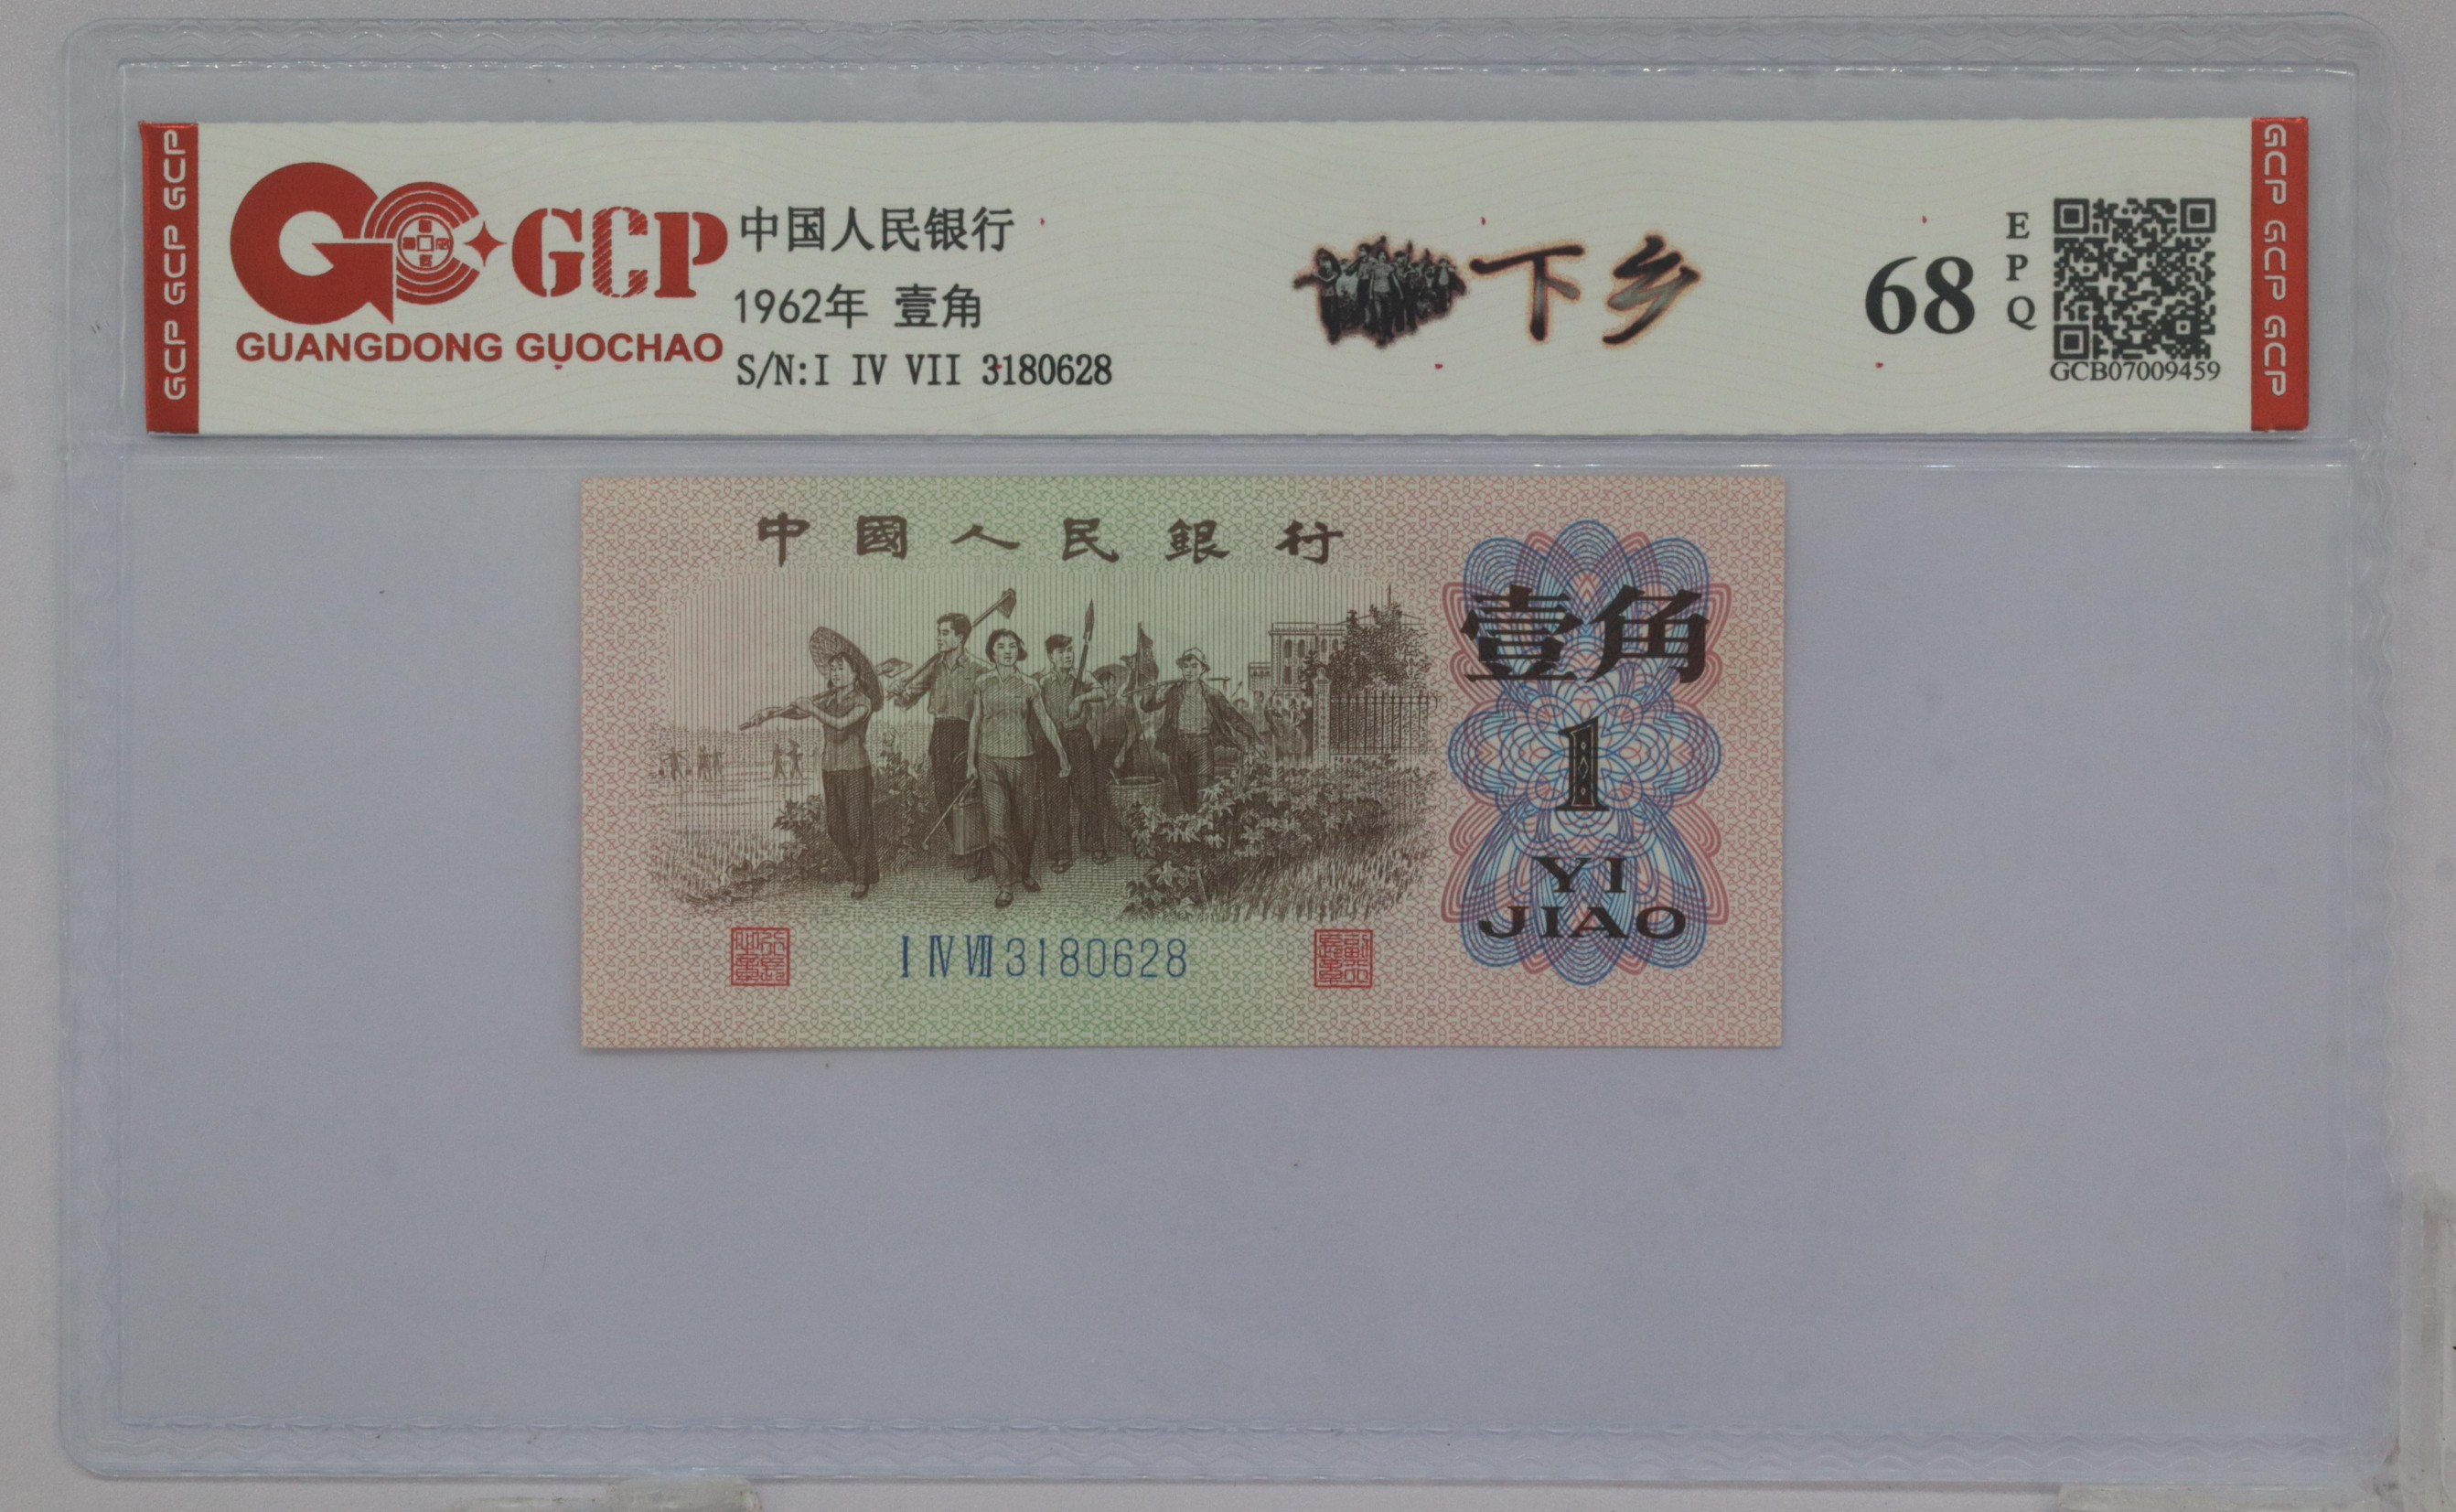 GCP GCP GCP
GCP
GUANGDONG GUOCHAO
中国人民银行
1962年 壹角
S/N:I IV VII 3180628
下乡
68
EPQ
GCB07009459
GCP GCP GCP
中國人民銀行
壹角
1
YI
JIAO
I IV VII 3180628